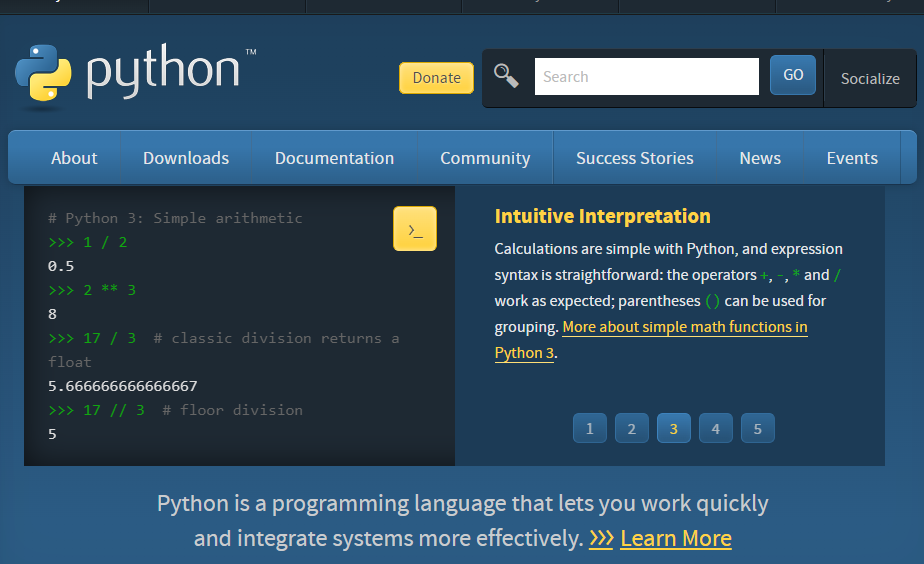 python™
Donate
Search
GO
Socialize
About Downloads Documentation Community Success Stories News Events
# Python 3: Simple arithmetic
>>> 1 / 2
0.5
>>> 2 ** 3
8
>>> 17 / 3  # classic division returns a
float
5.666666666666667
>>> 17 // 3  # floor division
5
>_
Intuitive Interpretation
Calculations are simple with Python, and expression
syntax is straightforward: the operators +, -, * and /
work as expected; parentheses () can be used for
grouping. More about simple math functions in
Python 3.
1 2 3 4 5
Python is a programming language that lets you work quickly
and integrate systems more effectively. >>> Learn More